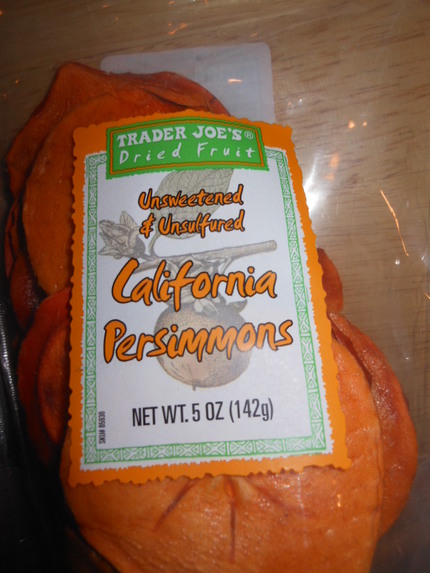 TRADER JOE'S®
Dried Fruit
Unsweetened
& Unsulfured
California
Persimmons
NET WT. 5 OZ (142g)